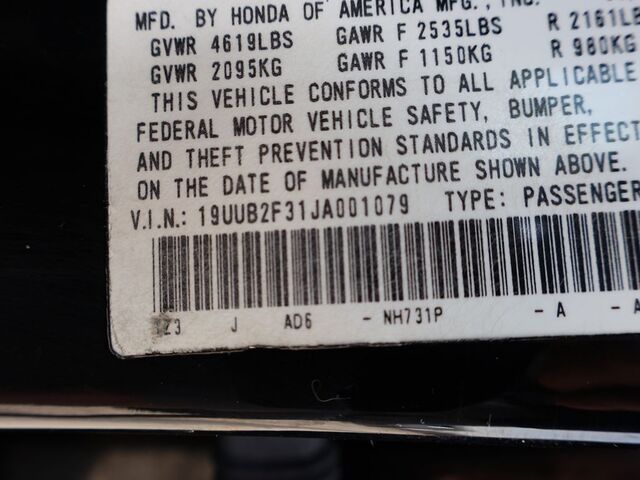 MFD. BY HONDA OF AMERICA MFG., INC.
GVWR 4619LBS GAWR F 2535LBS R 2161LB
GVWR 2095KG GAWR F 1150KG R 980KG
THIS VEHICLE CONFORMS TO ALL APPLICABLE
FEDERAL MOTOR VEHICLE SAFETY, BUMPER,
AND THEFT PREVENTION STANDARDS IN EFFECT
ON THE DATE OF MANUFACTURE SHOWN ABOVE.
V.I.N.: 19UUB2F31JA001079 TYPE: PASSENGER
TZ3 J AD6 - NH731P - A - A